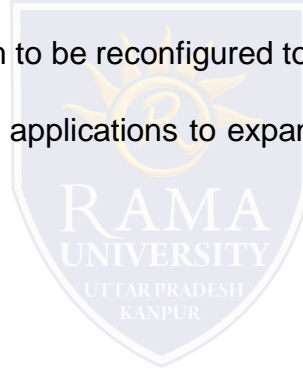 n to be reconfigured to
applications to expan
RAMA
UNIVERSITY
UTTAR PRADESH
KANPUR